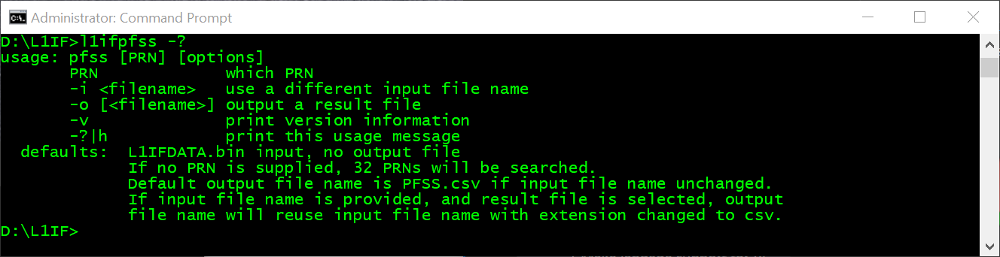 Administrator: Command Prompt
D:\L1IF>l1ifpfss -?
usage: pfss [PRN] [options]
       PRN             which PRN
       -i <filename>   use a different input file name
       -o [<filename>] output a result file
       -v              print version information
       -?|h            print this usage message
  defaults:  L1IFDATA.bin input, no output file
             If no PRN is supplied, 32 PRNs will be searched.
             Default output file name is PFSS.csv if input file name unchanged.
             If input file name is provided, and result file is selected, output
             file name will reuse input file name with extension changed to csv.
D:\L1IF>